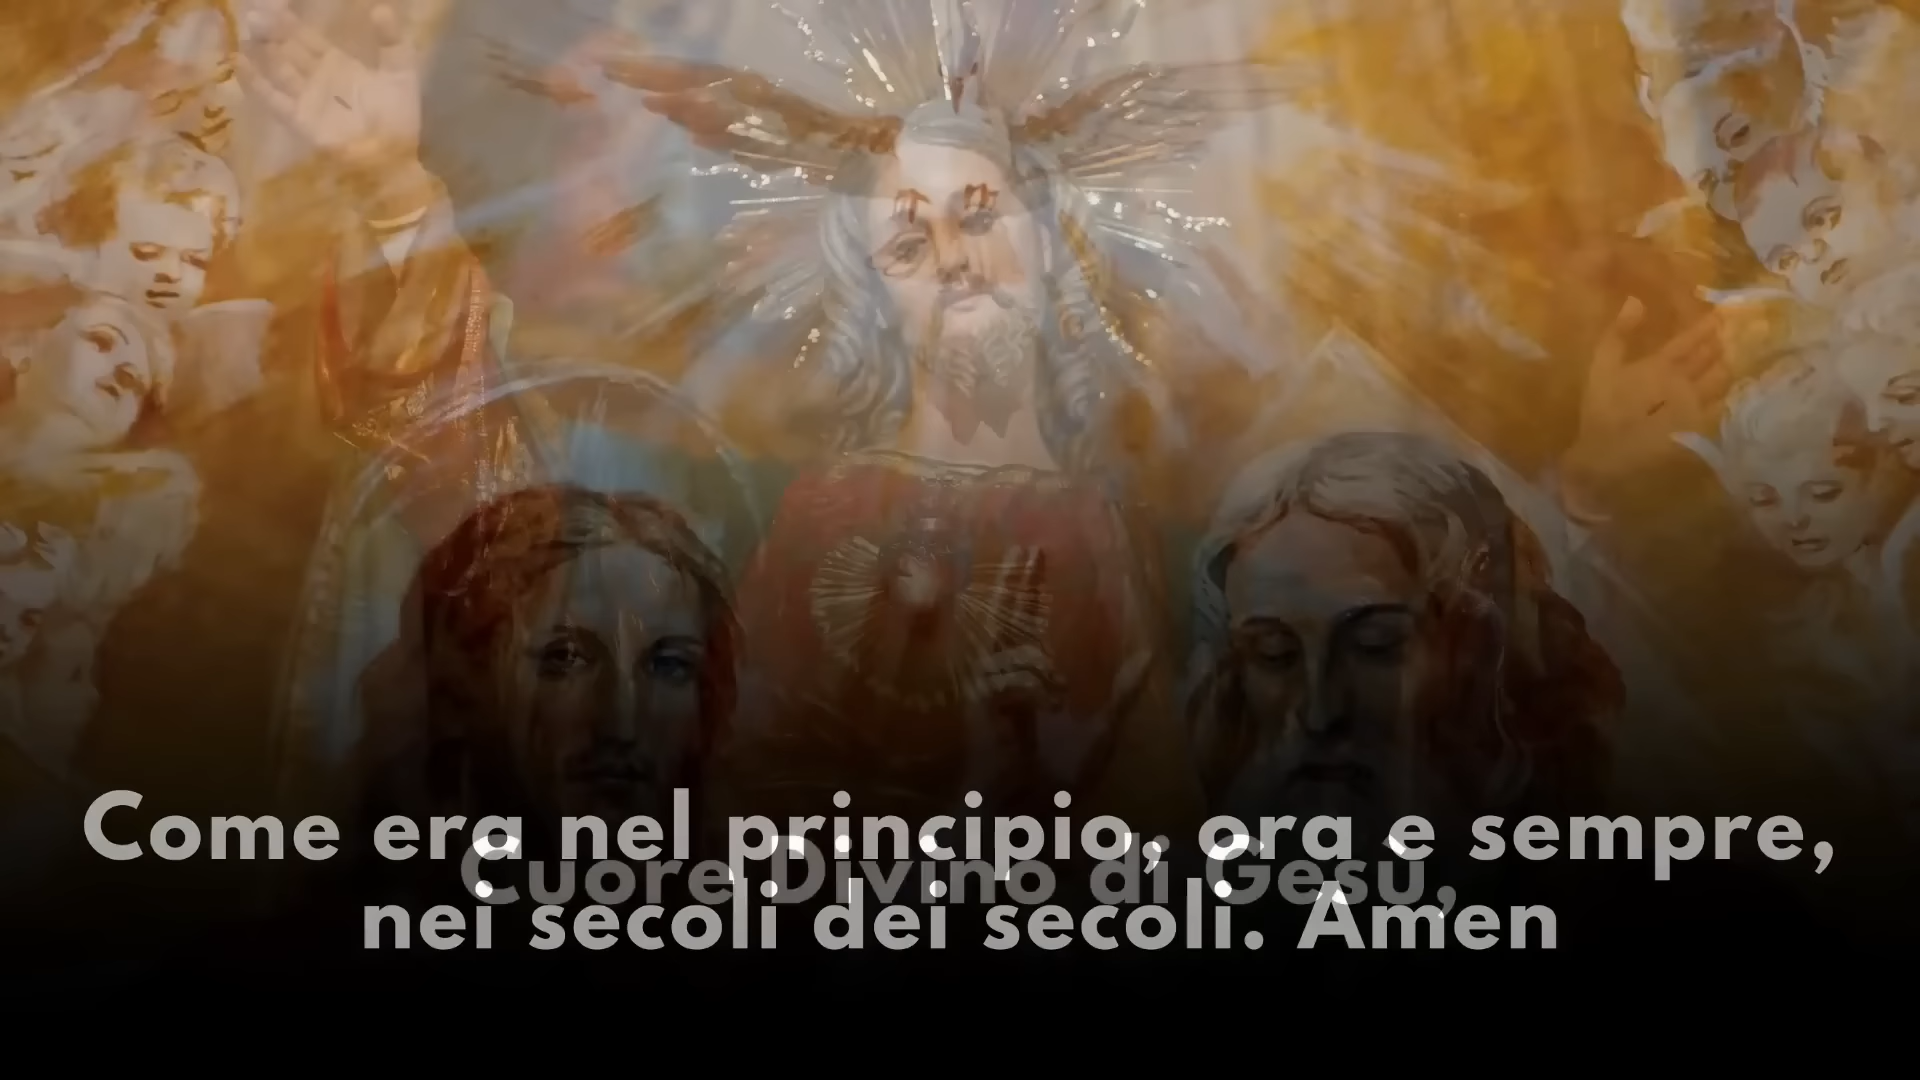 Come era nel principio, ora e sempre,
Cuore Divino di Gesù,
nei secoli dei secoli. Amen